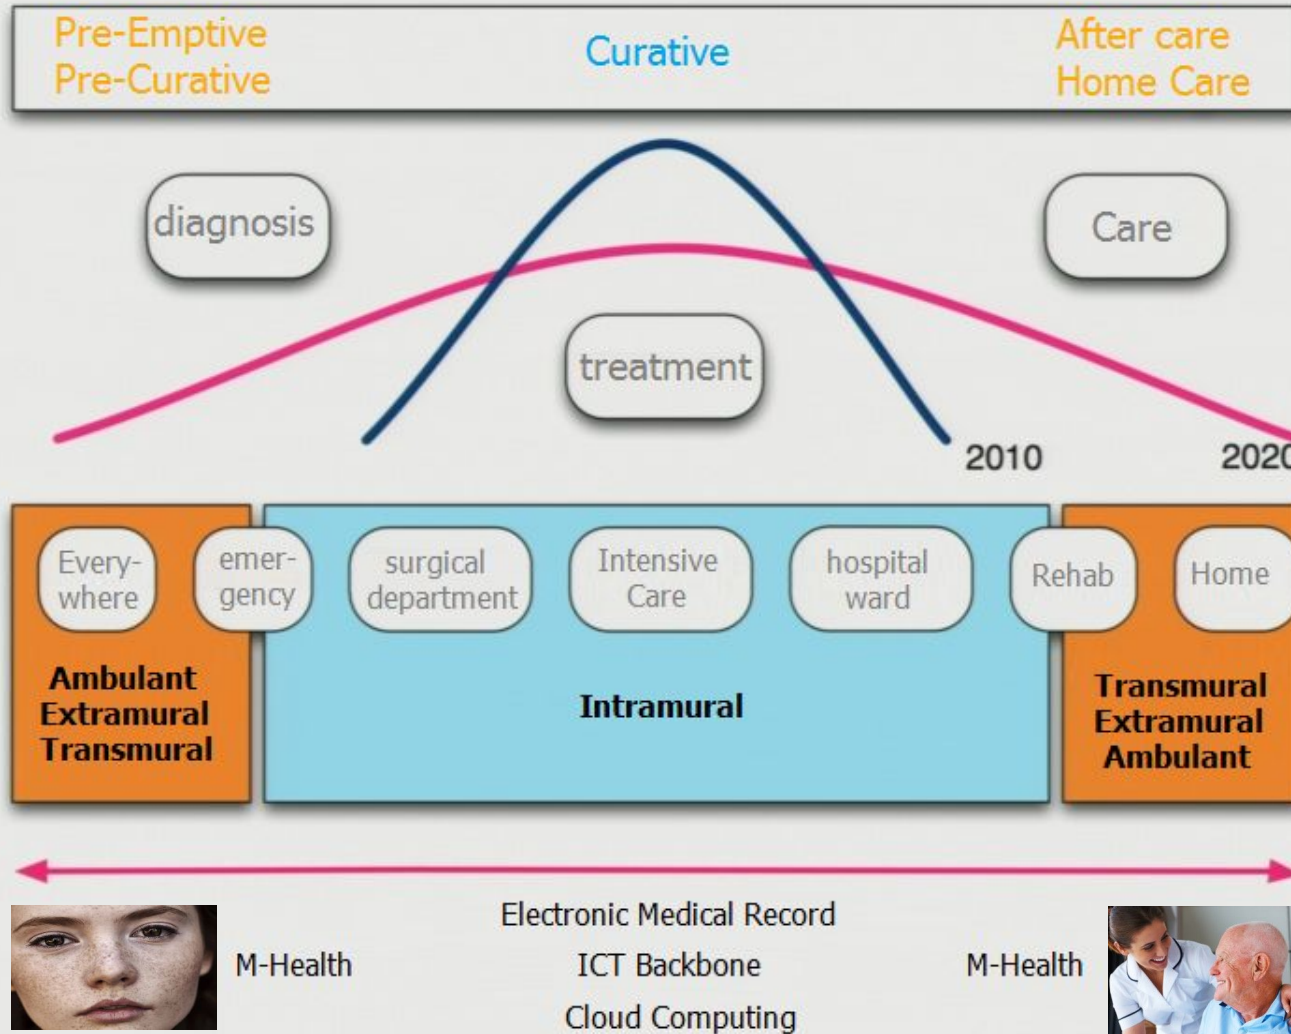 Pre-Emptive
Pre-Curative
Curative
After care
Home Care
diagnosis
Care
treatment
2010
2020
Every-
where
emer-
gency
surgical
department
Intensive
Care
hospital
ward
Rehab
Home
Ambulant
Extramural
Transmural
Intramural
Transmural
Extramural
Ambulant
Electronic Medical Record
M-Health
ICT Backbone
M-Health
Cloud Computing